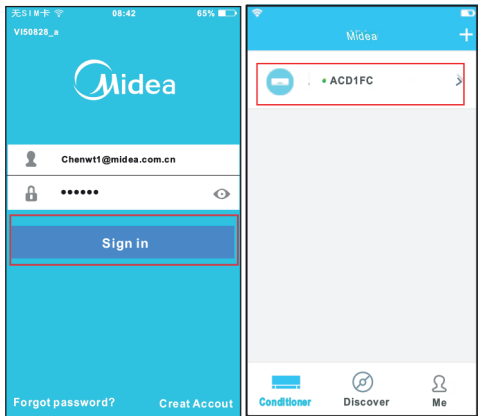 无SIM卡 08:42 65%
VI50828_a
Midea
Chenwt1@midea.com.cn
••••••
Sign in
Forgot password? Creat Accout
Midea +
ACD1FC
Conditioner Discover Me